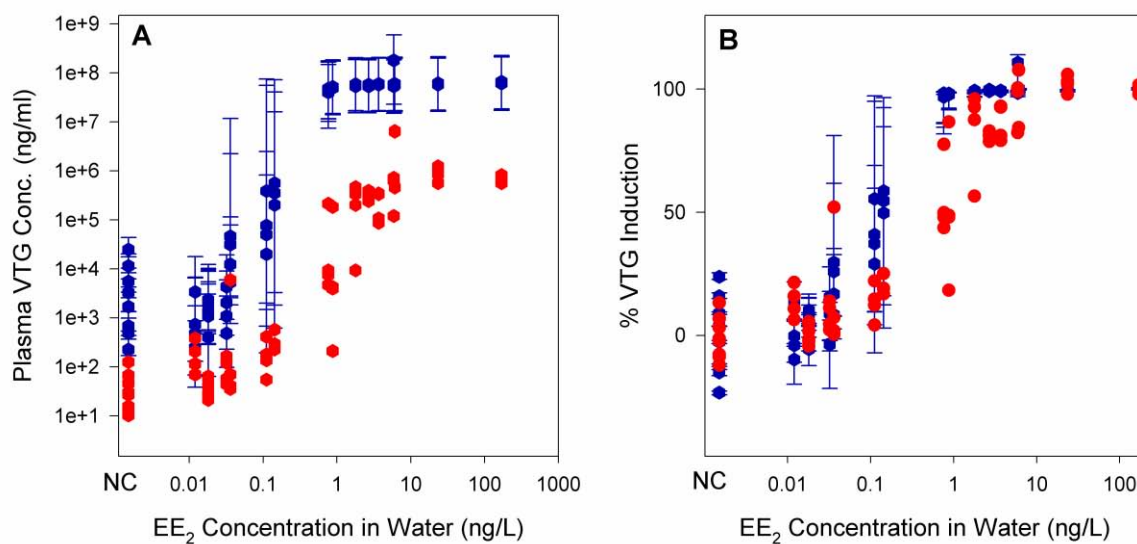 A
Plasma VTG Conc. (ng/ml)
1e+9
1e+8
1e+7
1e+6
1e+5
1e+4
1e+3
1e+2
1e+1
NC 0.01 0.1 1 10 100 1000
EE₂ Concentration in Water (ng/L)
B
% VTG Induction
100
50
0
NC 0.01 0.1 1 10 100
EE₂ Concentration in Water (ng/L)